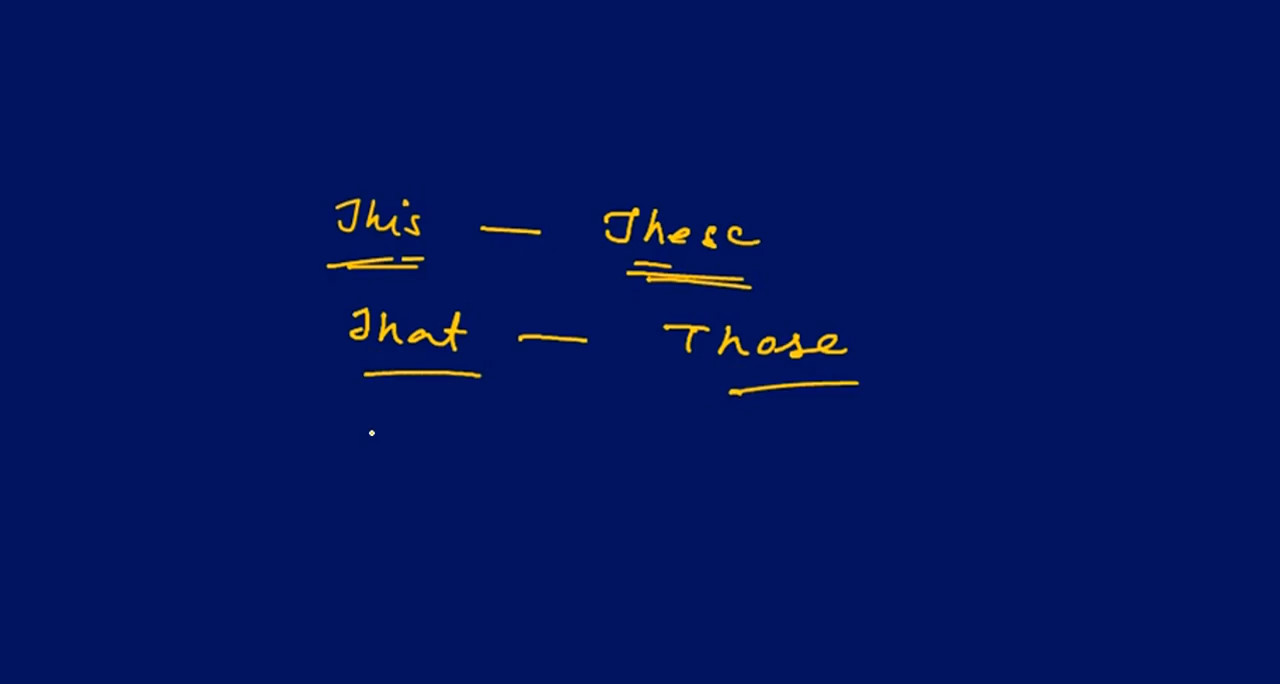 This — These
That — Those